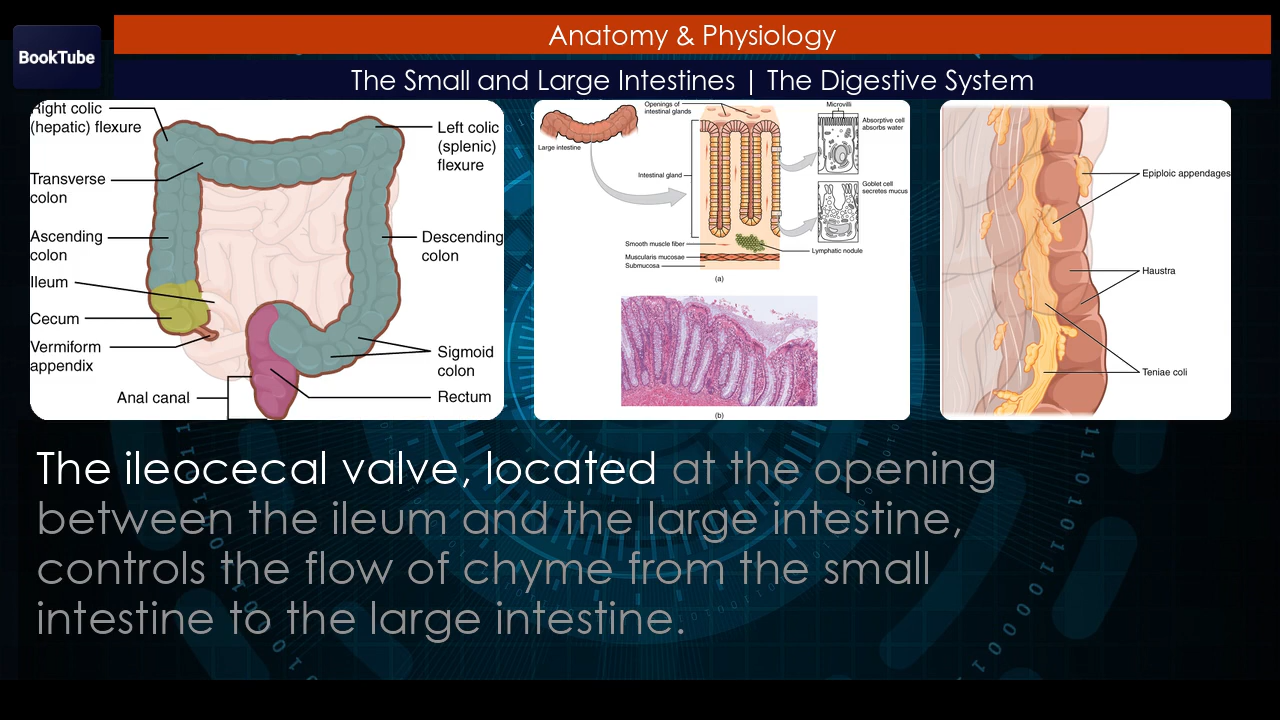 Anatomy & Physiology
BookTube
The Small and Large Intestines | The Digestive System
Right colic
(hepatic) flexure
Transverse
colon
Ascending
colon
Ileum
Cecum
Vermiform
appendix
Anal canal
Left colic
(splenic)
flexure
Descending
colon
Sigmoid
colon
Rectum
Large intestine
Openings of
intestinal glands
Intestinal gland
Smooth muscle fiber
Muscularis mucosae
Submucosa
Microvilli
Absorptive cell
absorbs water
Goblet cell
secretes mucus
Lymphatic nodule
(a)
(b)
Epiploic appendages
Haustra
Teniae coli
The ileocecal valve, located at the opening
between the ileum and the large intestine,
controls the flow of chyme from the small
intestine to the large intestine.